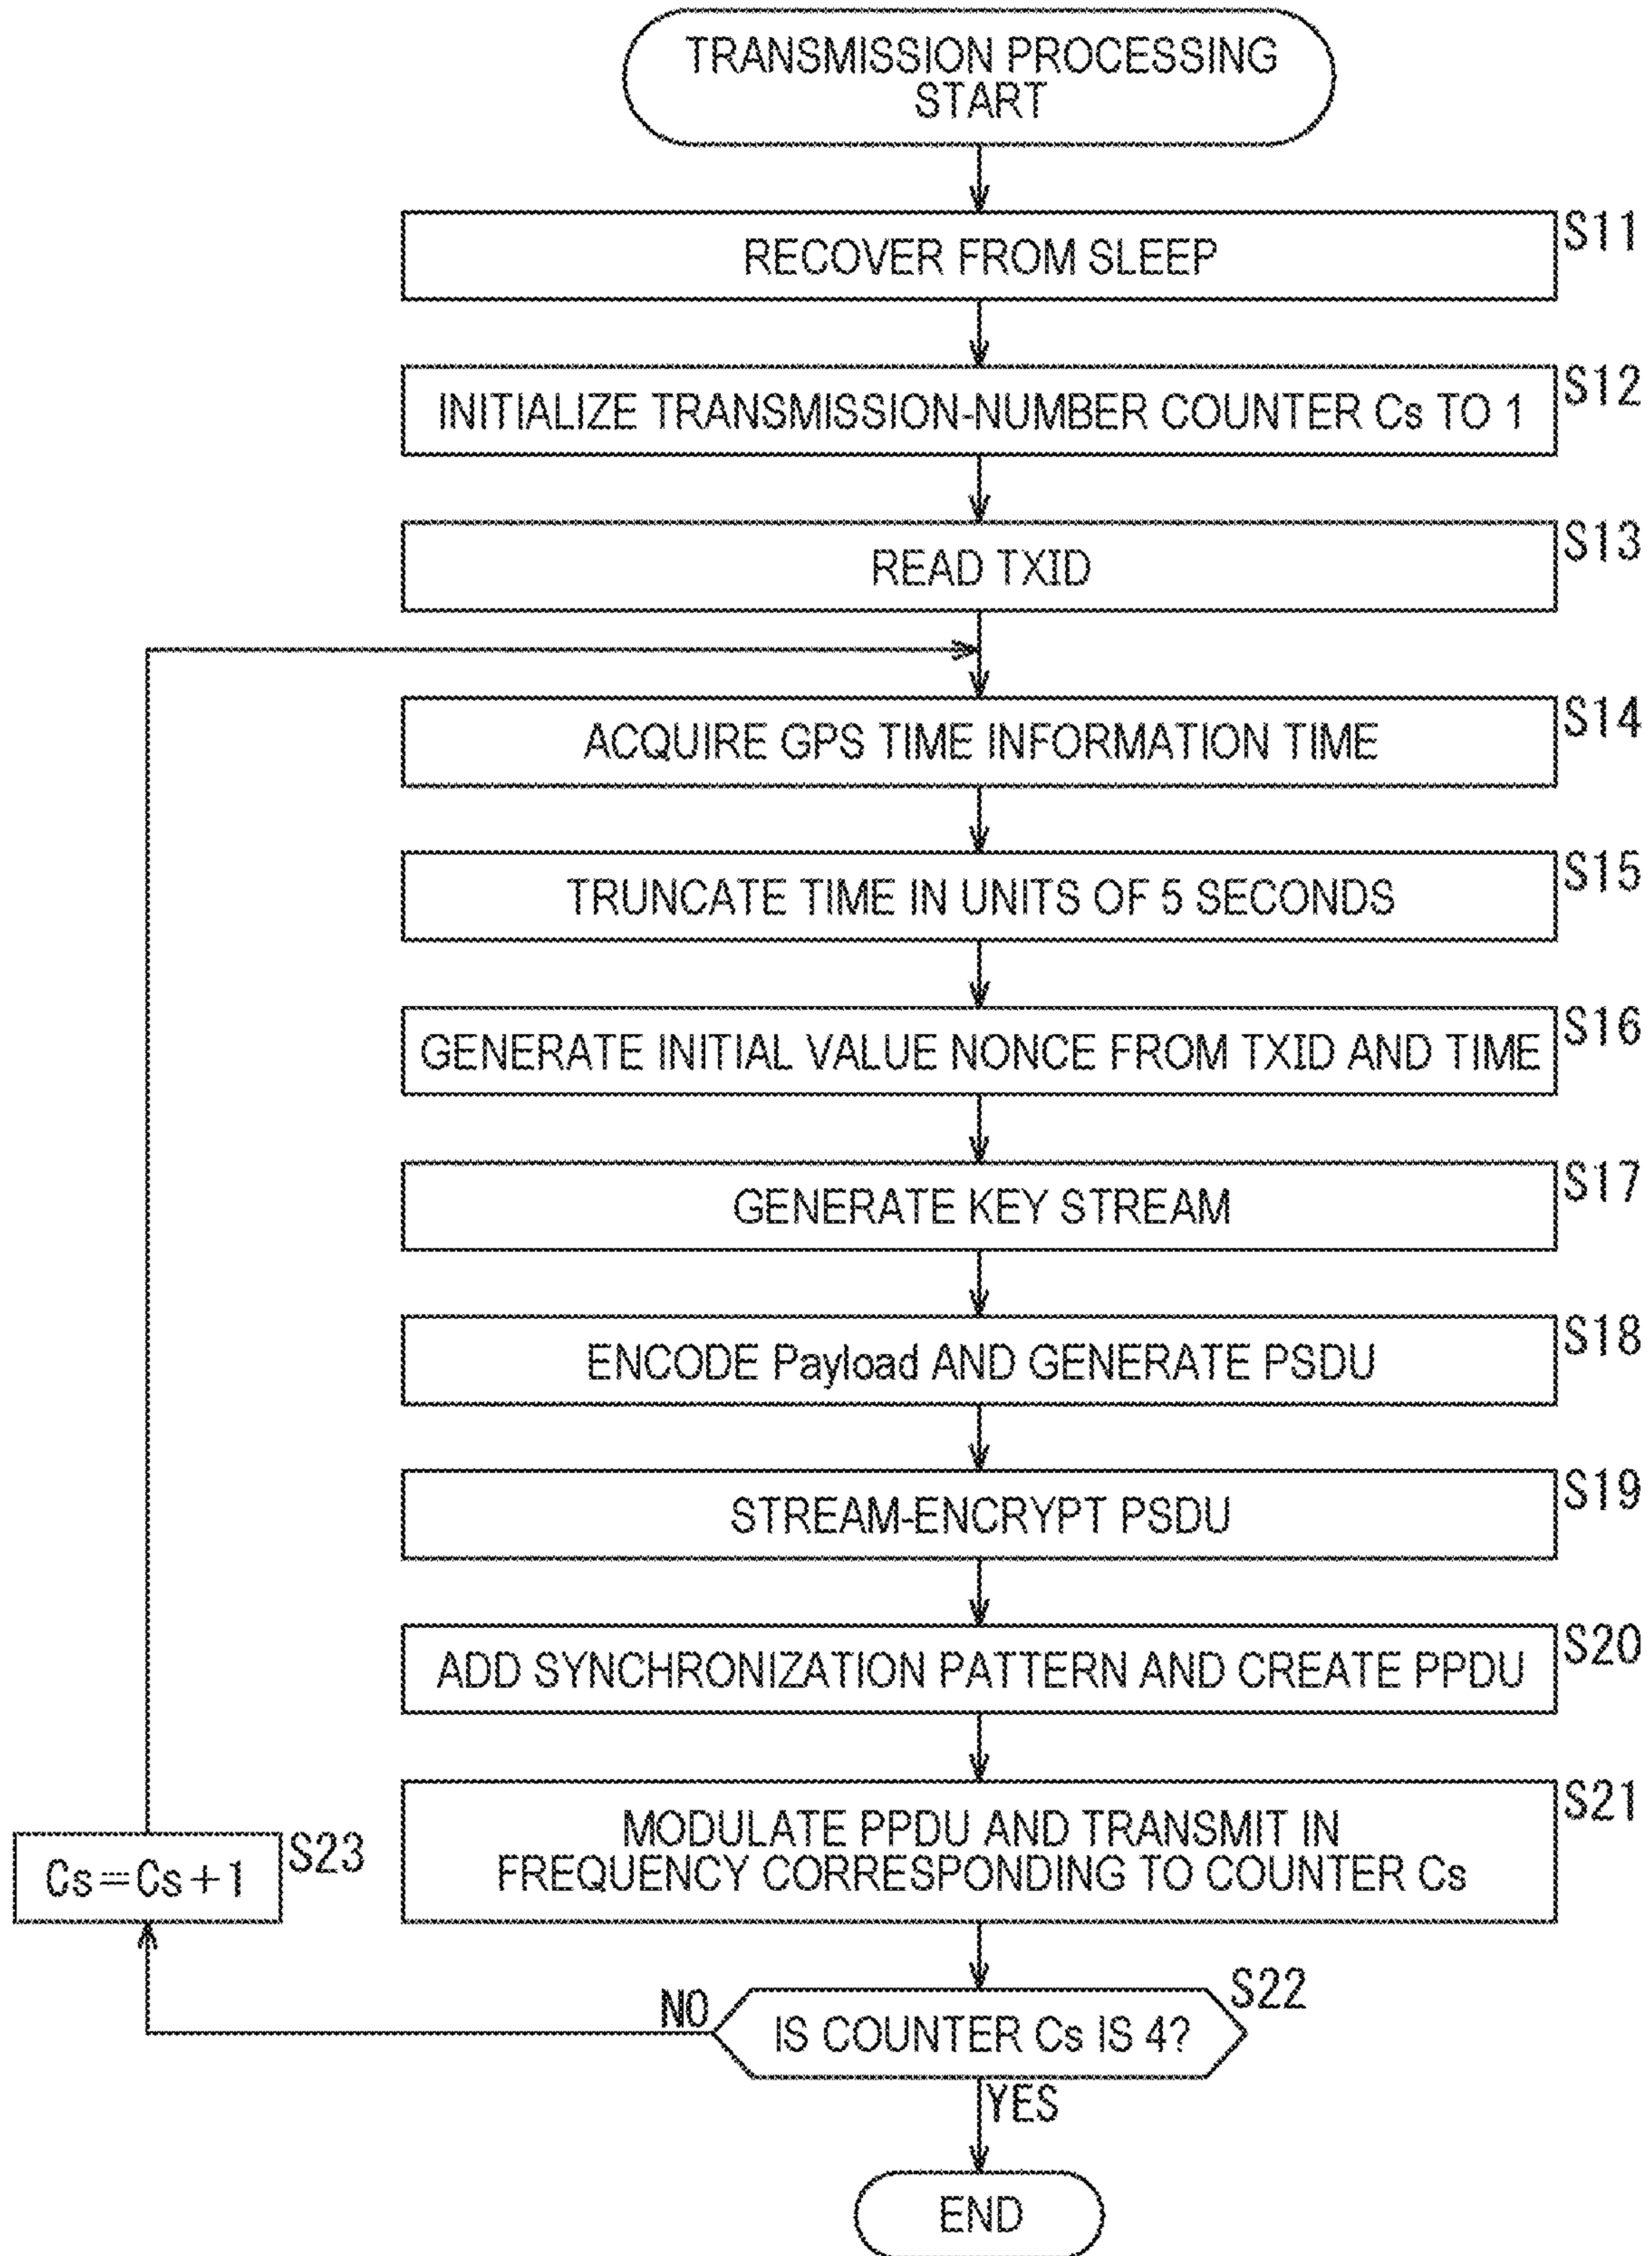 TRANSMISSION PROCESSING
START
S11
RECOVER FROM SLEEP
S12
INITIALIZE TRANSMISSION-NUMBER COUNTER Cs TO 1
S13
READ TXID
S14
ACQUIRE GPS TIME INFORMATION TIME
S15
TRUNCATE TIME IN UNITS OF 5 SECONDS
S16
GENERATE INITIAL VALUE NONCE FROM TXID AND TIME
S17
GENERATE KEY STREAM
S18
ENCODE Payload AND GENERATE PSDU
S19
STREAM-ENCRYPT PSDU
S20
ADD SYNCHRONIZATION PATTERN AND CREATE PPDU
S21
MODULATE PPDU AND TRANSMIT IN
FREQUENCY CORRESPONDING TO COUNTER Cs
S23
Cs=Cs+1
S22
NO
IS COUNTER Cs IS 4?
YES
END